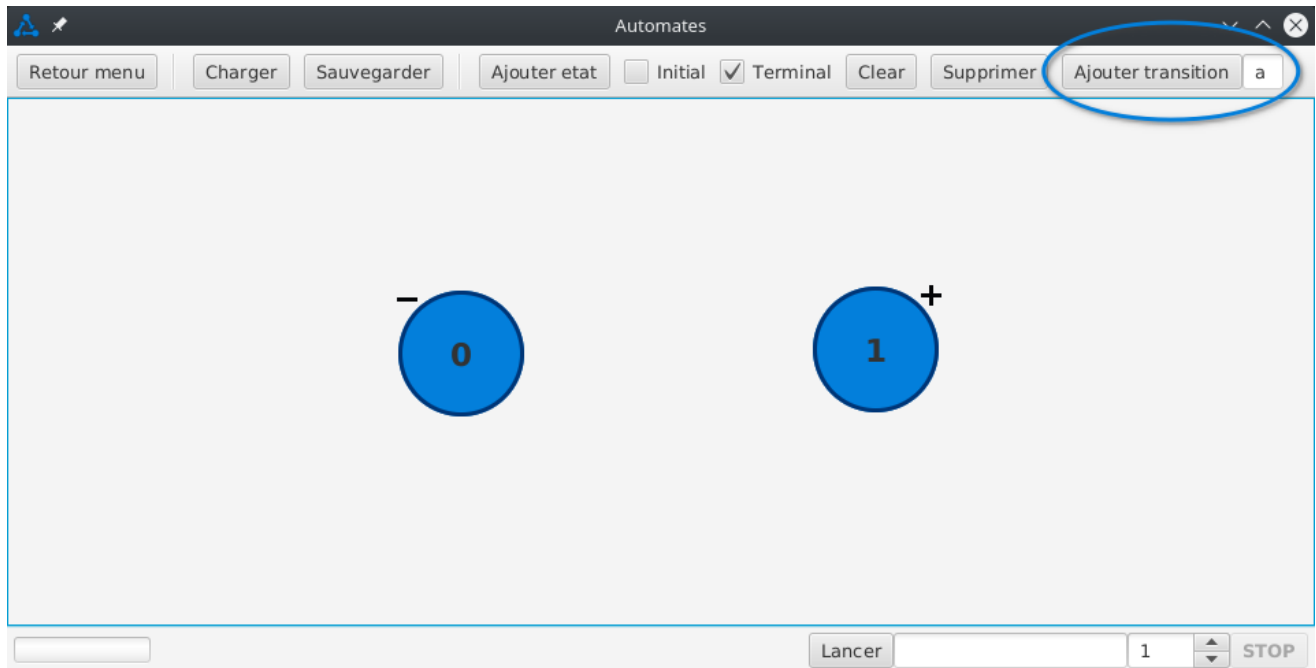 Automates
Retour menu Charger Sauvegarder Ajouter etat Initial Terminal Clear Supprimer Ajouter transition a
− +
0 1
Lancer 1 STOP